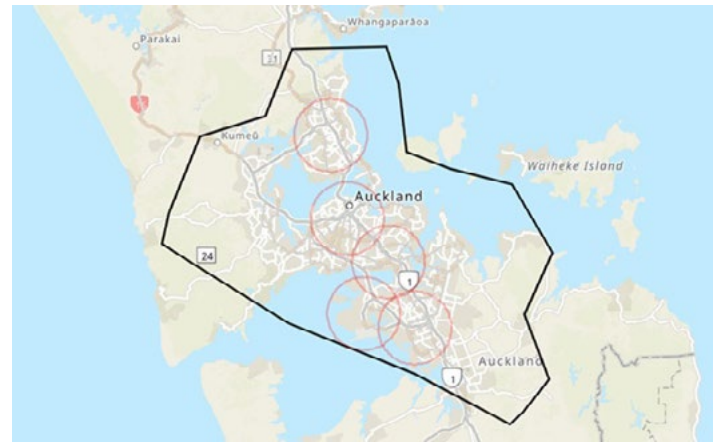 Whangaparāoa
Parakai
31
Kumeū
Waiheke Island
Auckland
24
1
Auckland
1